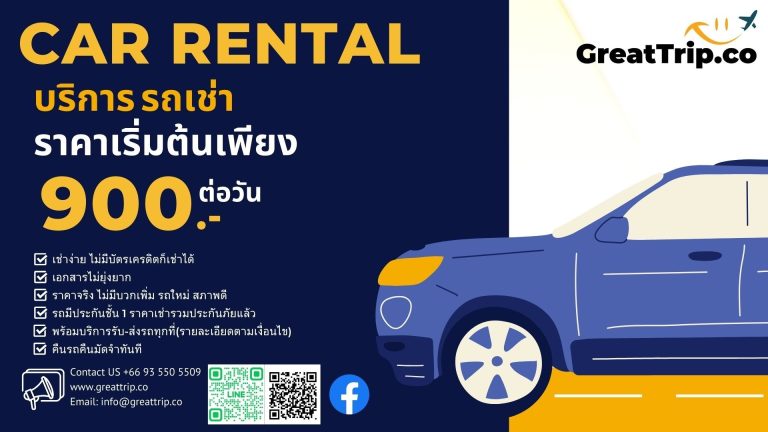 CAR RENTAL
GreatTrip.co
บริการ รถเช่า
ราคาเริ่มต้นเพียง
900.- ต่อวัน
เช่าง่าย ไม่มีบัตรเครดิตก็เช่าได้
เอกสารไม่ยุ่งยาก
ราคาจริง ไม่มีบวกเพิ่ม รถใหม่ สภาพดี
รถมีประกันชั้น 1 ราคาเช่ารวมประกันภัยแล้ว
พร้อมบริการรับ-ส่งรถทุกที่(รายละเอียดตามเงื่อนไข)
คืนรถคืนมัดจำทันที
Contact US +66 93 550 5509
www.greattrip.co
Email: info@greattrip.co
LINE